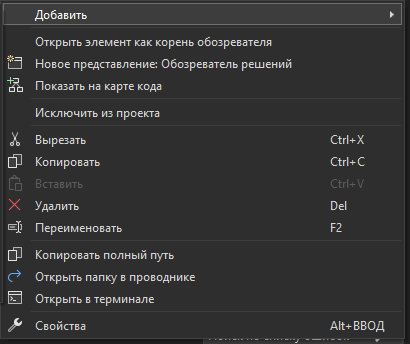 Добавить
Открыть элемент как корень обозревателя
Новое представление: Обозреватель решений
Показать на карте кода
Исключить из проекта
Вырезать Ctrl+X
Копировать Ctrl+C
Вставить Ctrl+V
Удалить Del
Переименовать F2
Копировать полный путь
Открыть папку в проводнике
Открыть в терминале
Свойства Alt+ВВОД